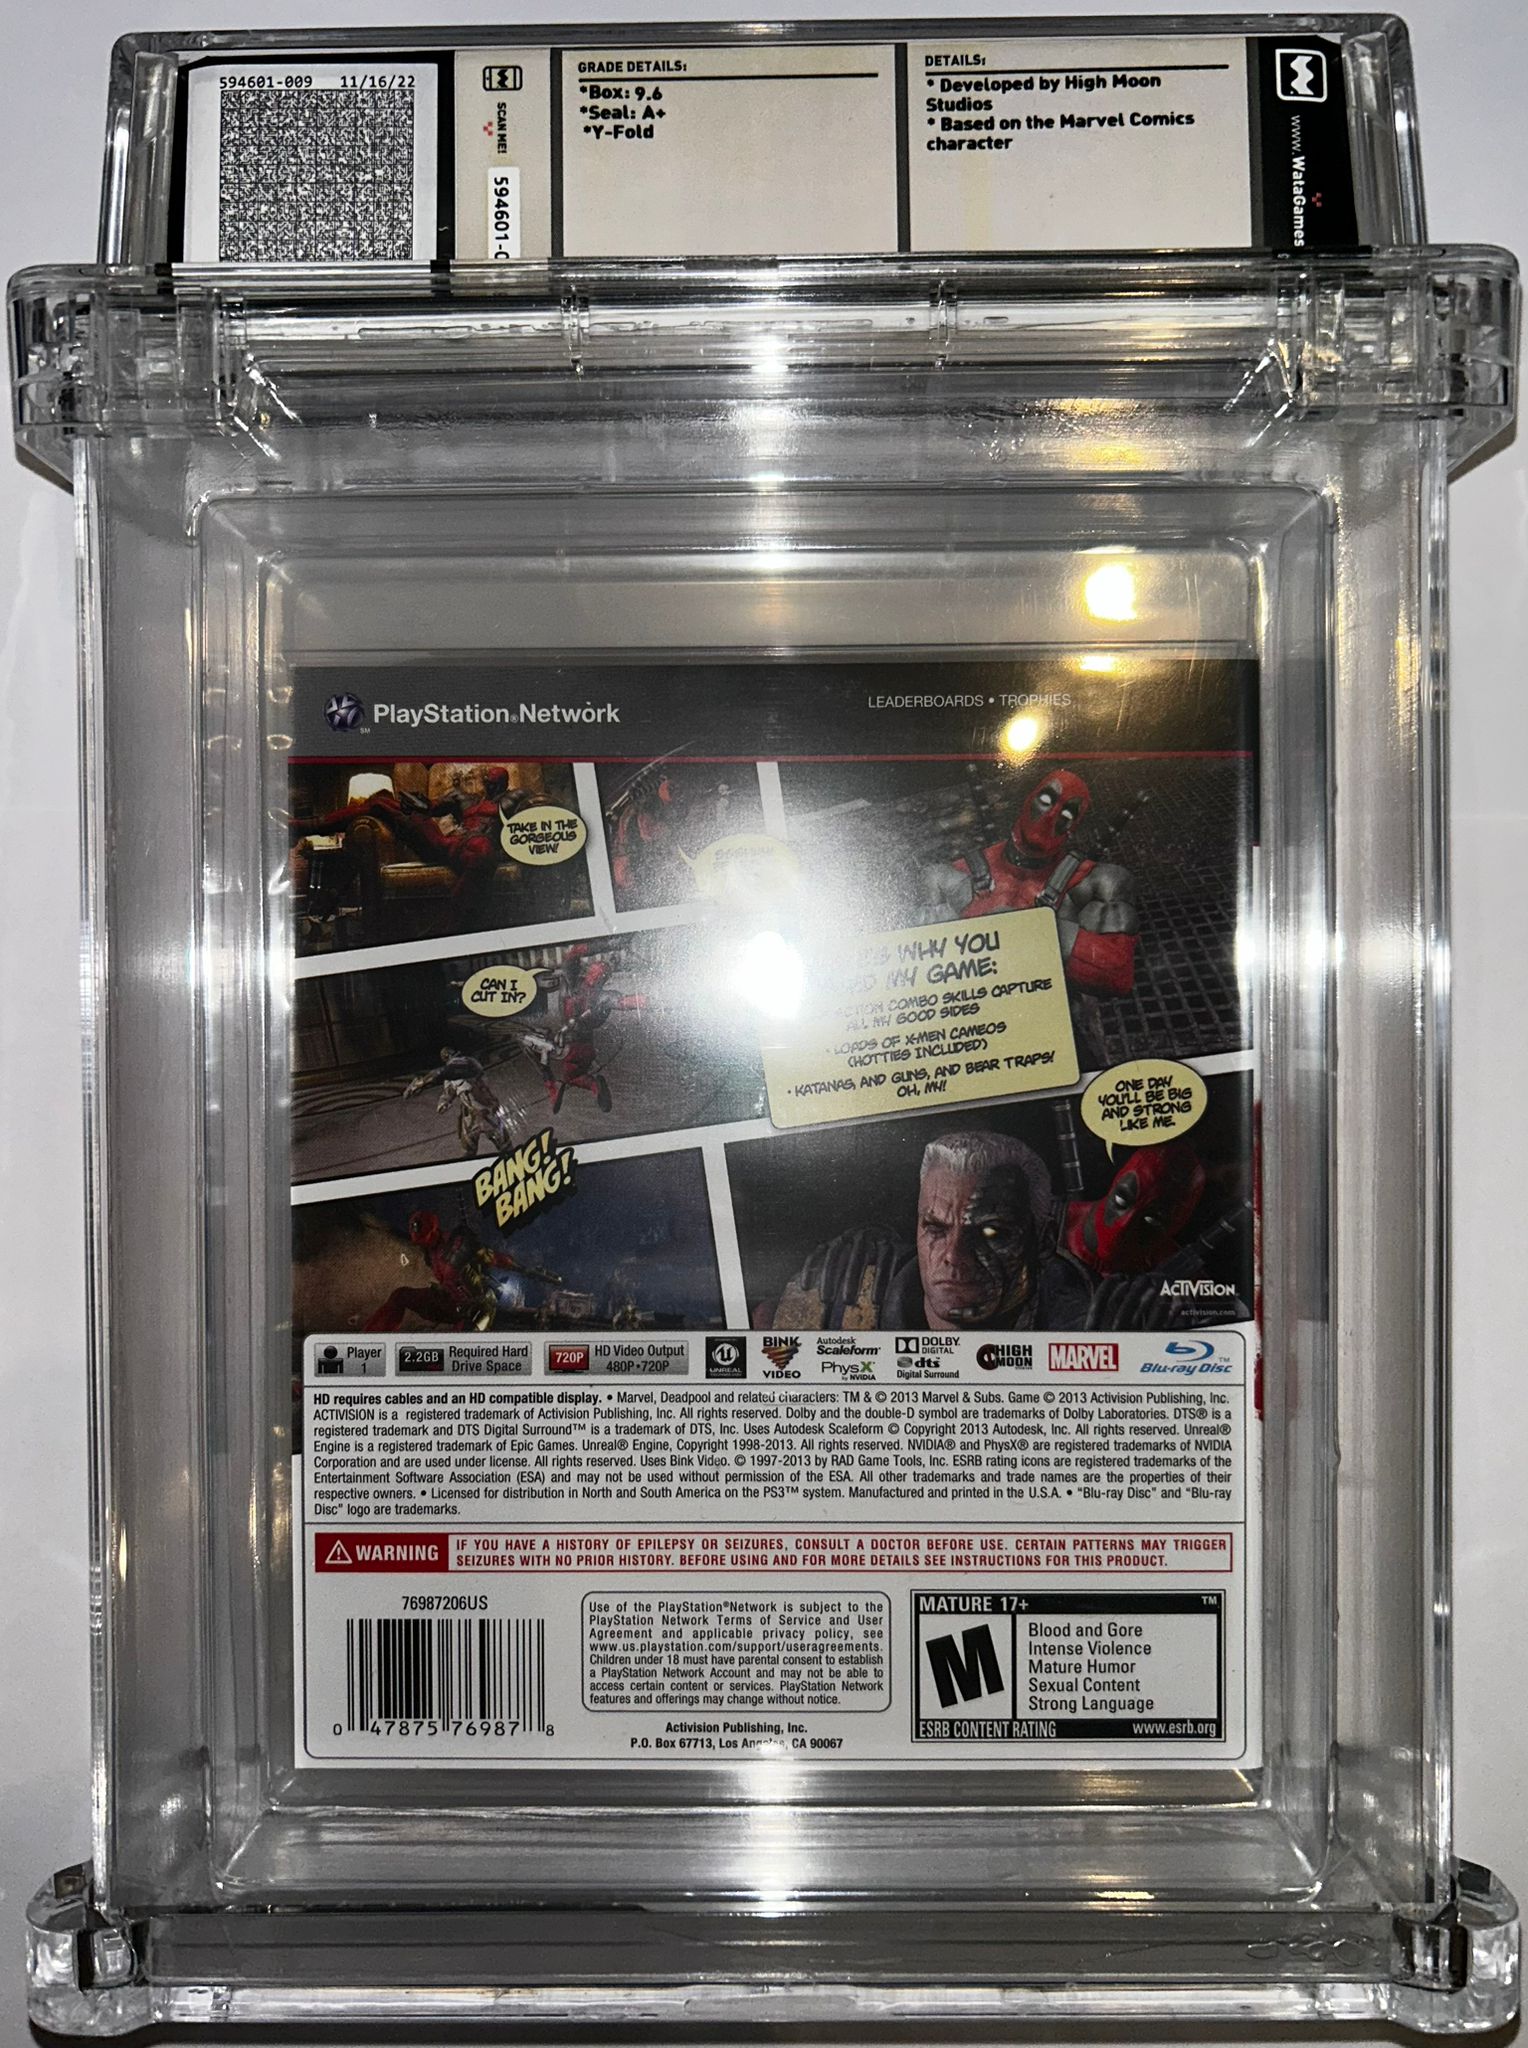 594601-009 11/16/22
SCAN ME!
594601-0
GRADE DETAILS:
*Box: 9.6
*Seal: A+
*Y-Fold
DETAILS:
* Developed by High Moon
Studios
* Based on the Marvel Comics
character
www.WataGames
PlayStation®Network
SM
LEADERBOARDS • TROPHIES
TAKE IN THE
GORGEOUS
VIEW!
CAN I
CUT IN?
WHY YOU
MY GAME:
COMBO SKILLS CAPTURE
ALL MY GOOD SIDES
• LOADS OF X-MEN CAMEOS
(HOTTIES INCLUDED)
• KATANAS, AND GUNS, AND BEAR TRAPS!
OH, MY!
ONE DAY
YOU'LL BE BIG
AND STRONG
LIKE ME.
BANG!
BANG!
ACTIVISION
activision.com
Player
1
2.2GB
Required Hard
Drive Space
720P
HD Video Output
480P•720P
UNREAL
BINK
VIDEO
Autodesk
Scaleform®
PhysX®
by NVIDIA
DOLBY
DIGITAL
dts
Digital Surround
HIGH
MOON
STUDIOS
MARVEL
Blu-ray Disc™
HD requires cables and an HD compatible display. • Marvel, Deadpool and related characters: TM & © 2013 Marvel & Subs. Game © 2013 Activision Publishing, Inc.
ACTIVISION is a registered trademark of Activision Publishing, Inc. All rights reserved. Dolby and the double-D symbol are trademarks of Dolby Laboratories. DTS® is a
registered trademark and DTS Digital Surround™ is a trademark of DTS, Inc. Uses Autodesk Scaleform © Copyright 2013 Autodesk, Inc. All rights reserved. Unreal®
Engine is a registered trademark of Epic Games. Unreal® Engine, Copyright 1998-2013. All rights reserved. NVIDIA® and PhysX® are registered trademarks of NVIDIA
Corporation and are used under license. All rights reserved. Uses Bink Video. © 1997-2013 by RAD Game Tools, Inc. ESRB rating icons are registered trademarks of the
Entertainment Software Association (ESA) and may not be used without permission of the ESA. All other trademarks and trade names are the properties of their
respective owners. • Licensed for distribution in North and South America on the PS3™ system. Manufactured and printed in the U.S.A. • "Blu-ray Disc" and "Blu-ray
Disc" logo are trademarks.
WARNING
IF YOU HAVE A HISTORY OF EPILEPSY OR SEIZURES, CONSULT A DOCTOR BEFORE USE. CERTAIN PATTERNS MAY TRIGGER
SEIZURES WITH NO PRIOR HISTORY. BEFORE USING AND FOR MORE DETAILS SEE INSTRUCTIONS FOR THIS PRODUCT.
76987206US
0 47875 76987 8
Use of the PlayStation®Network is subject to the
PlayStation Network Terms of Service and User
Agreement and applicable privacy policy, see
www.us.playstation.com/support/useragreements.
Children under 18 must have parental consent to establish
a PlayStation Network Account and may not be able to
access certain content or services. PlayStation Network
features and offerings may change without notice.
Activision Publishing, Inc.
P.O. Box 67713, Los Angeles, CA 90067
MATURE 17+ ™
M
Blood and Gore
Intense Violence
Mature Humor
Sexual Content
Strong Language
ESRB CONTENT RATING www.esrb.org